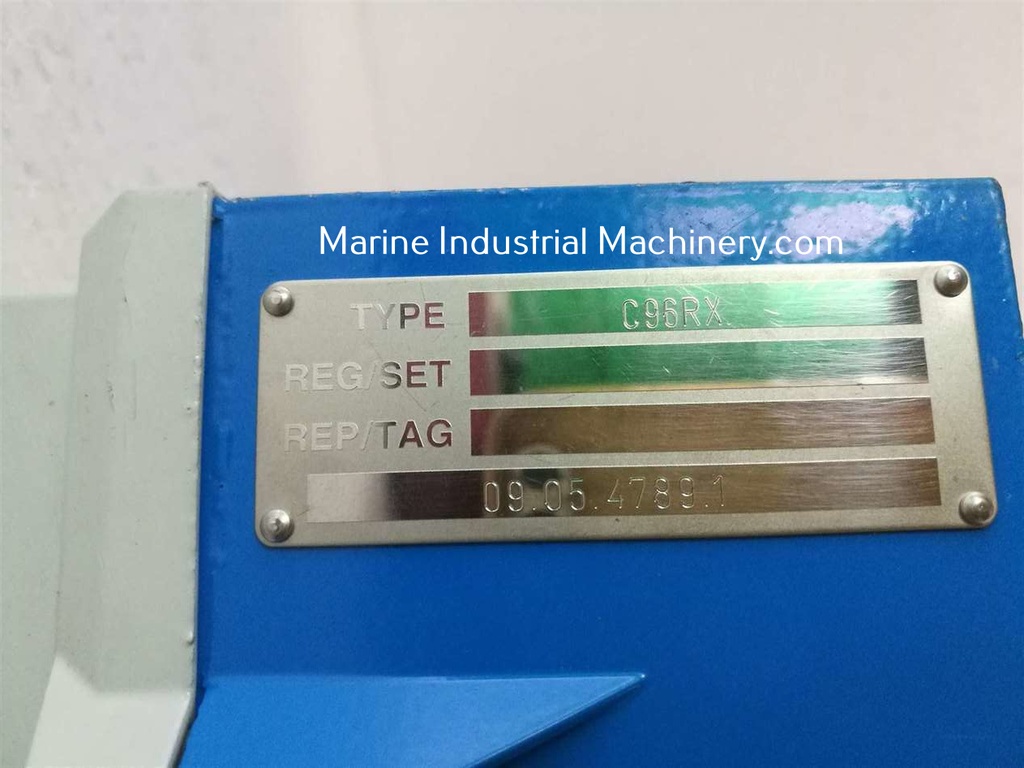 Marine Industrial Machinery.com
TYPE C96RX
REG/SET
REP/TAG
09.05.4789.1